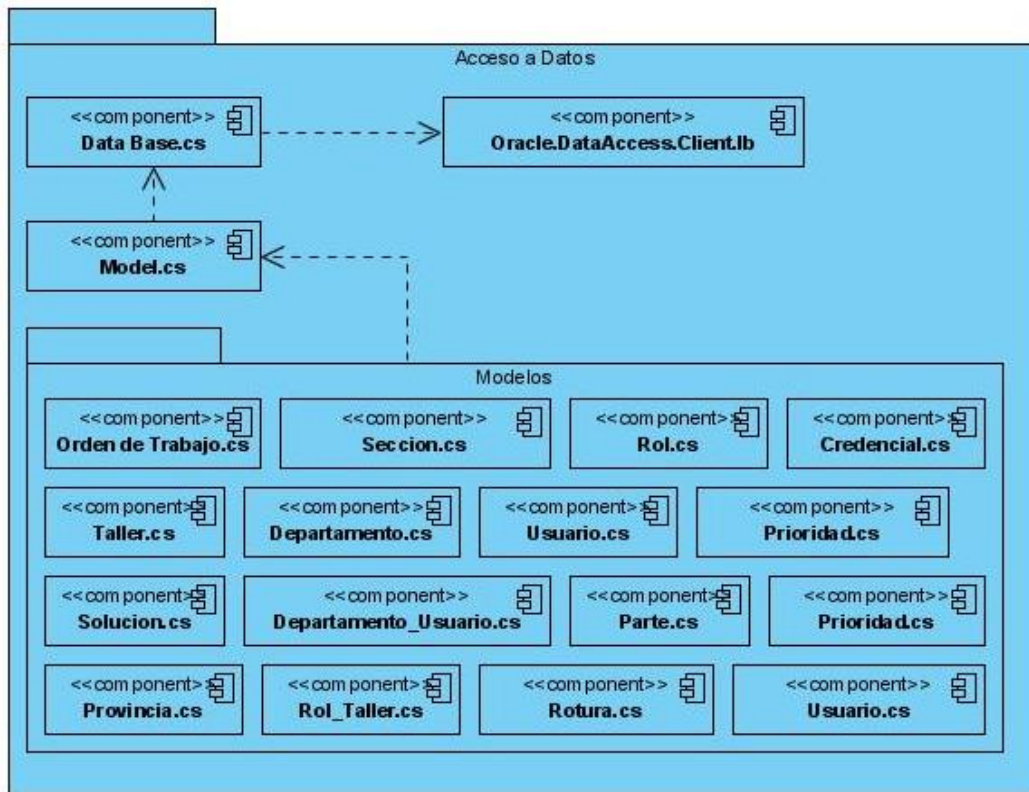 Acceso a Datos
<<component>>
Data Base.cs
<<component>>
Oracle.DataAccess.Client.lb
<<component>>
Model.cs
Modelos
<<component>>
Orden de Trabajo.cs
<<component>>
Seccion.cs
<<component>>
Rol.cs
<<component>>
Credencial.cs
<<component>>
Taller.cs
<<component>>
Departamento.cs
<<component>>
Usuario.cs
<<component>>
Prioridad.cs
<<component>>
Solucion.cs
<<component>>
Departamento_Usuario.cs
<<component>>
Parte.cs
<<component>>
Prioridad.cs
<<component>>
Provincia.cs
<<component>>
Rol_Taller.cs
<<component>>
Rotura.cs
<<component>>
Usuario.cs